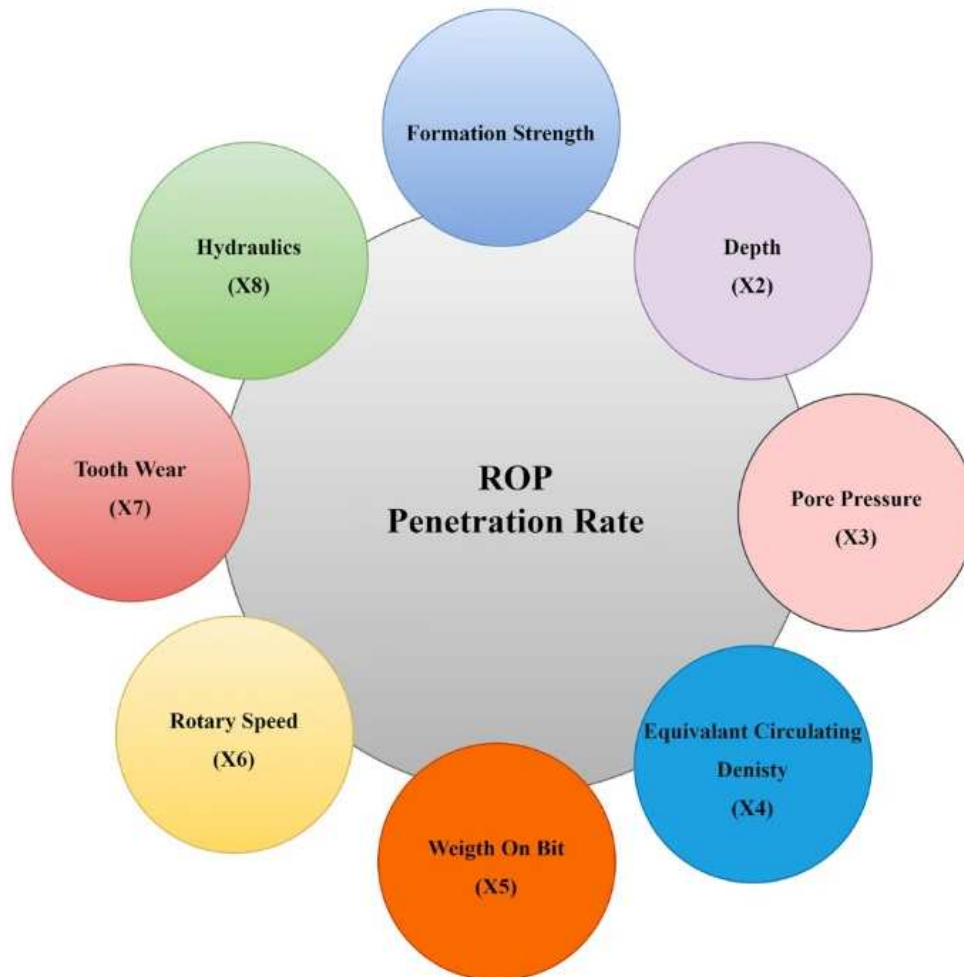 Formation Strength
Hydraulics
(X8)
Depth
(X2)
Tooth Wear
(X7)
ROP
Penetration Rate
Pore Pressure
(X3)
Rotary Speed
(X6)
Equivalant Circulating
Denisty
(X4)
Weigth On Bit
(X5)